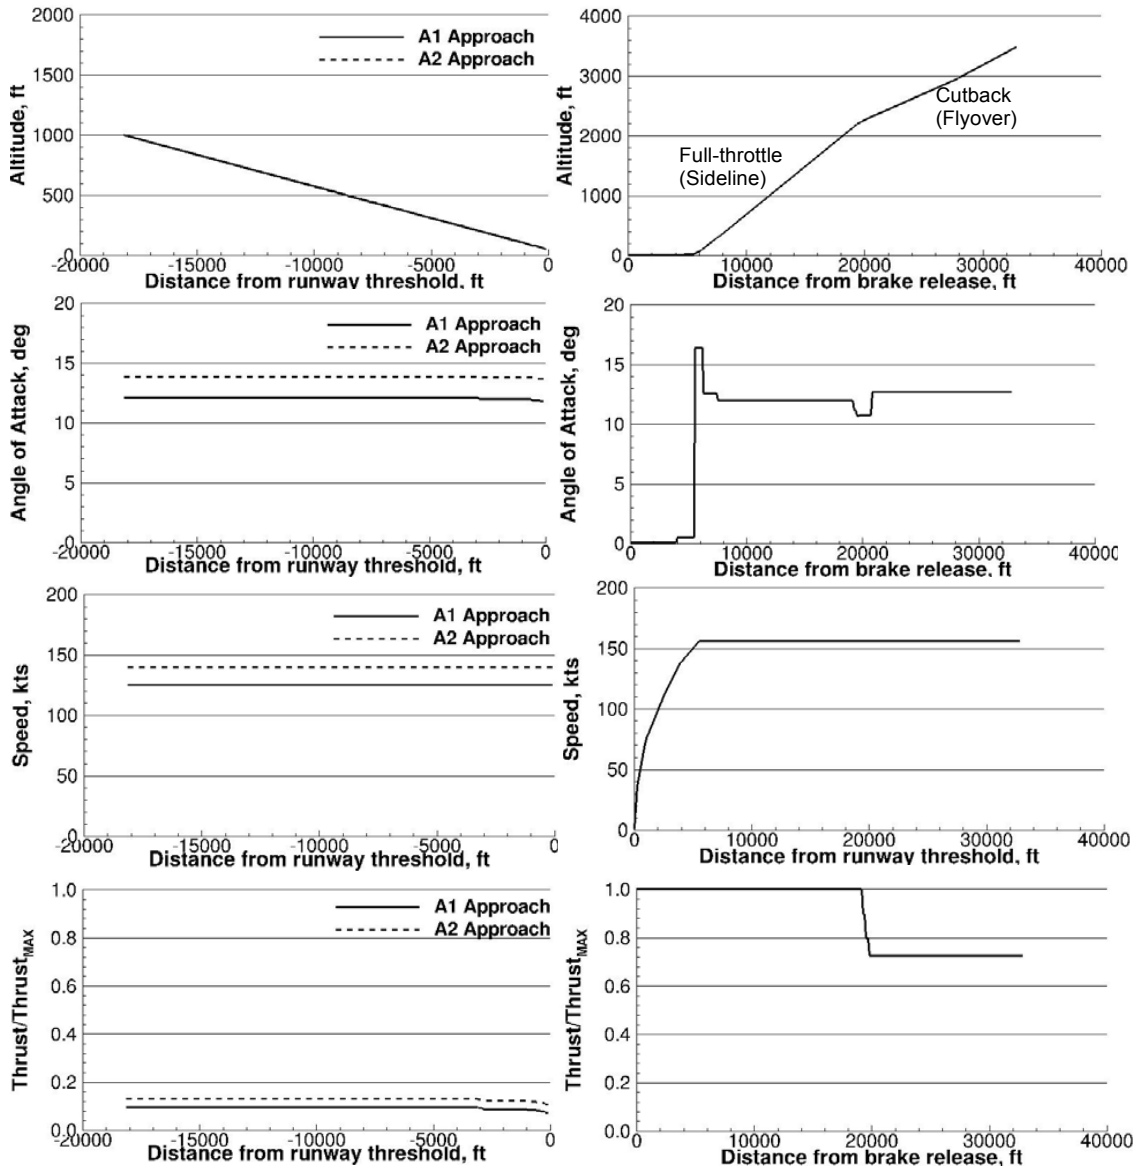 2000
1500
1000
500
0
Altitude, ft
A1 Approach
A2 Approach
-20000 -15000 -10000 -5000 0
Distance from runway threshold, ft
4000
3000
2000
1000
0
Altitude, ft
Full-throttle
(Sideline)
Cutback
(Flyover)
0 10000 20000 30000 40000
Distance from brake release, ft
20
15
10
5
0
Angle of Attack, deg
A1 Approach
A2 Approach
-20000 -15000 -10000 -5000 0
Distance from runway threshold, ft
20
15
10
5
0
Angle of Attack, deg
0 10000 20000 30000 40000
Distance from brake release, ft
200
150
100
50
0
Speed, kts
A1 Approach
A2 Approach
-20000 -15000 -10000 -5000 0
Distance from runway threshold, ft
200
150
100
50
0
Speed, kts
0 10000 20000 30000 40000
Distance from runway threshold, ft
1.0
0.8
0.6
0.4
0.2
0.0
Thrust/ThrustMAX
A1 Approach
A2 Approach
-20000 -15000 -10000 -5000 0
Distance from runway threshold, ft
1.0
0.8
0.6
0.4
0.2
0.0
Thrust/ThrustMAX
0 10000 20000 30000 40000
Distance from brake release, ft